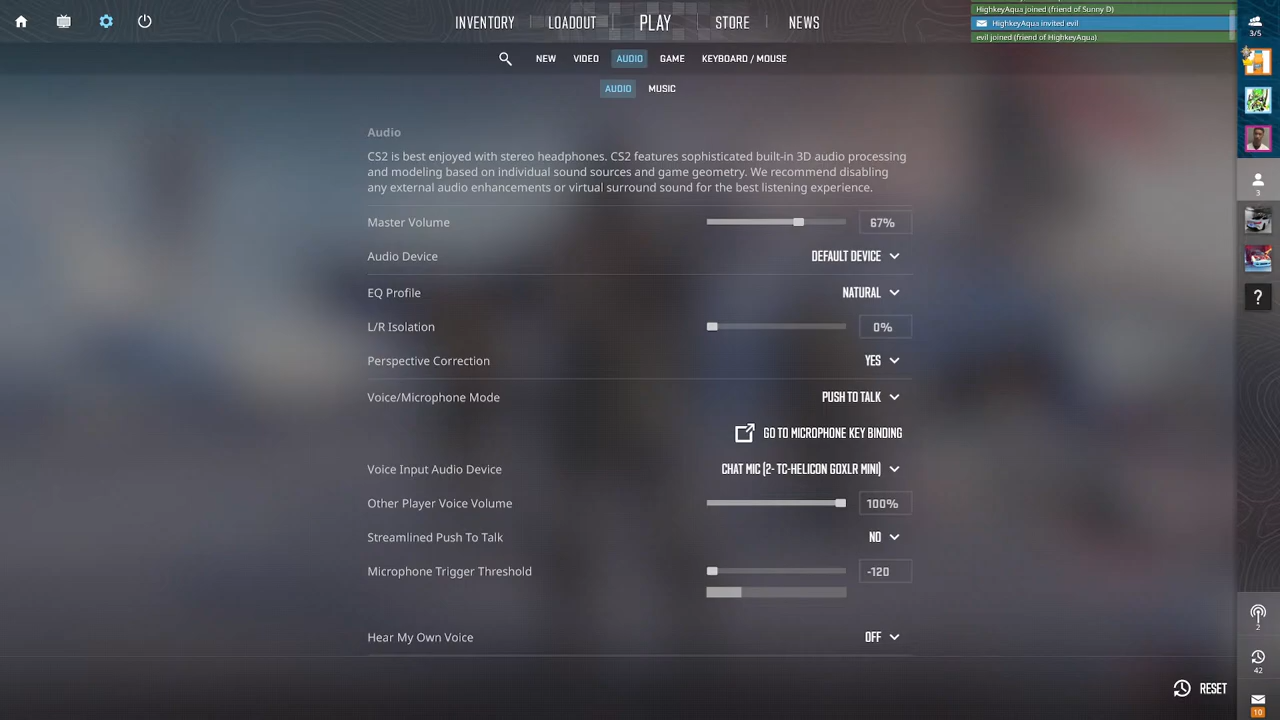 INVENTORY
LOADOUT
PLAY
STORE
NEWS
HighkeyAqua joined (friend of Sunny D)
HighkeyAqua invited evil
evil joined (friend of HighkeyAqua)
3/5
NEW
VIDEO
AUDIO
GAME
KEYBOARD / MOUSE
AUDIO
MUSIC
Audio
CS2 is best enjoyed with stereo headphones. CS2 features sophisticated built-in 3D audio processing
and modeling based on individual sound sources and game geometry. We recommend disabling
any external audio enhancements or virtual surround sound for the best listening experience.
Master Volume
67%
Audio Device
DEFAULT DEVICE
EQ Profile
NATURAL
L/R Isolation
0%
Perspective Correction
YES
Voice/Microphone Mode
PUSH TO TALK
GO TO MICROPHONE KEY BINDING
Voice Input Audio Device
CHAT MIC (2- TC-HELICON GOXLR MINI)
Other Player Voice Volume
100%
Streamlined Push To Talk
NO
Microphone Trigger Threshold
-120
Hear My Own Voice
OFF
3
?
2
42
10
RESET